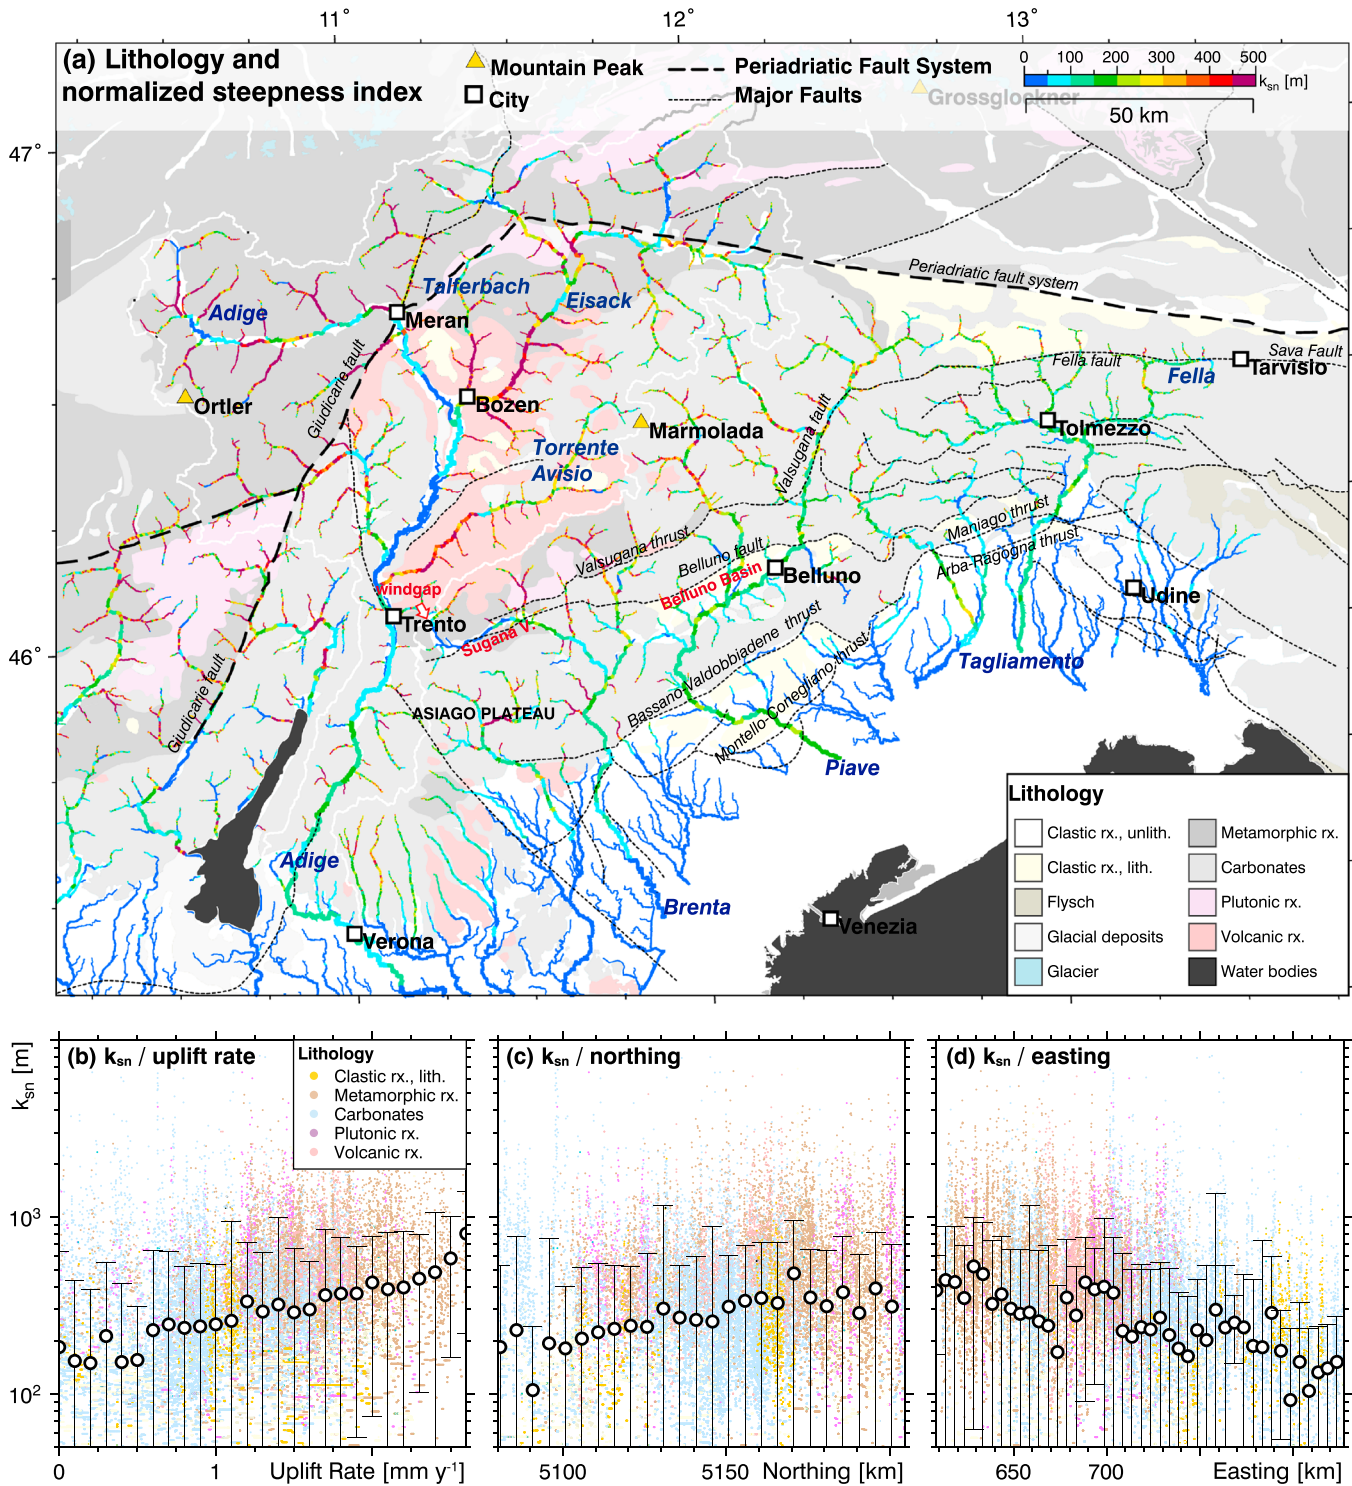 11° 12° 13°
(a) Lithology and
normalized steepness index
Mountain Peak
City
Periadriatic Fault System
Major Faults
0 100 200 300 400 500
ksn [m]
50 km
Grossglockner
47°
46°
Periadriatic fault system
Talferbach
Eisack
Adige
Meran
Giudicarie fault
Ortler
Bozen
Marmolada
Torrente
Avisio
Valsugana fault
Fella fault
Sava Fault
Tarvisio
Fella
Tolmezzo
Maniago thrust
Arba-Ragogna thrust
Valsugana thrust
Belluno fault
Belluno Basin
Belluno
Udine
windgap
Trento
Sugana V.
Tagliamento
Giudicarie fault
Bassano-Valdobbiadene thrust
Montello-Conegliano thrust
ASIAGO PLATEAU
Piave
Adige
Brenta
Verona
Venezia
Lithology
Clastic rx., unlith.
Clastic rx., lith.
Flysch
Glacial deposits
Glacier
Metamorphic rx.
Carbonates
Plutonic rx.
Volcanic rx.
Water bodies
(b) ksn / uplift rate
Lithology
Clastic rx., lith.
Metamorphic rx.
Carbonates
Plutonic rx.
Volcanic rx.
ksn [m]
10³
10²
0 1 Uplift Rate [mm y⁻¹]
(c) ksn / northing
5100 5150 Northing [km]
(d) ksn / easting
650 700 Easting [km]